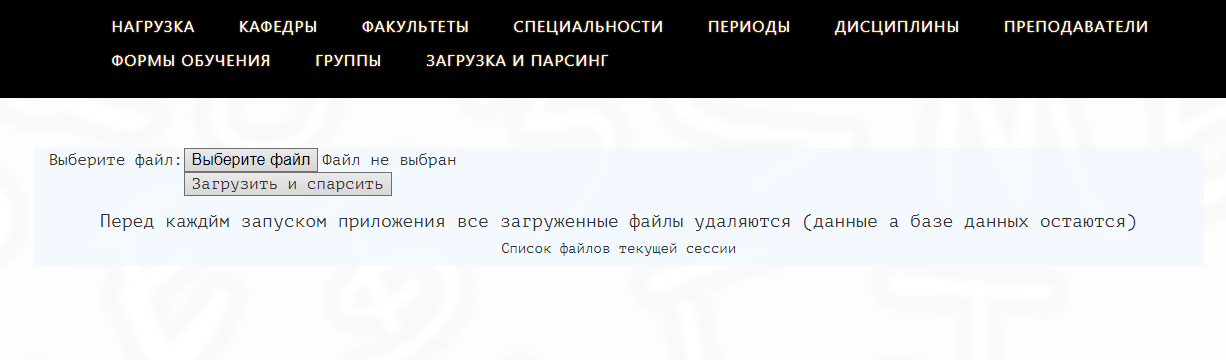 НАГРУЗКА КАФЕДРЫ ФАКУЛЬТЕТЫ СПЕЦИАЛЬНОСТИ ПЕРИОДЫ ДИСЦИПЛИНЫ ПРЕПОДАВАТЕЛИ
ФОРМЫ ОБУЧЕНИЯ ГРУППЫ ЗАГРУЗКА И ПАРСИНГ
Выберите файл: Выберите файл Файл не выбран
Загрузить и спарсить
Перед каждйм запуском приложения все загруженные файлы удаляются (данные а базе данных остаются)
Список файлов текущей сессии